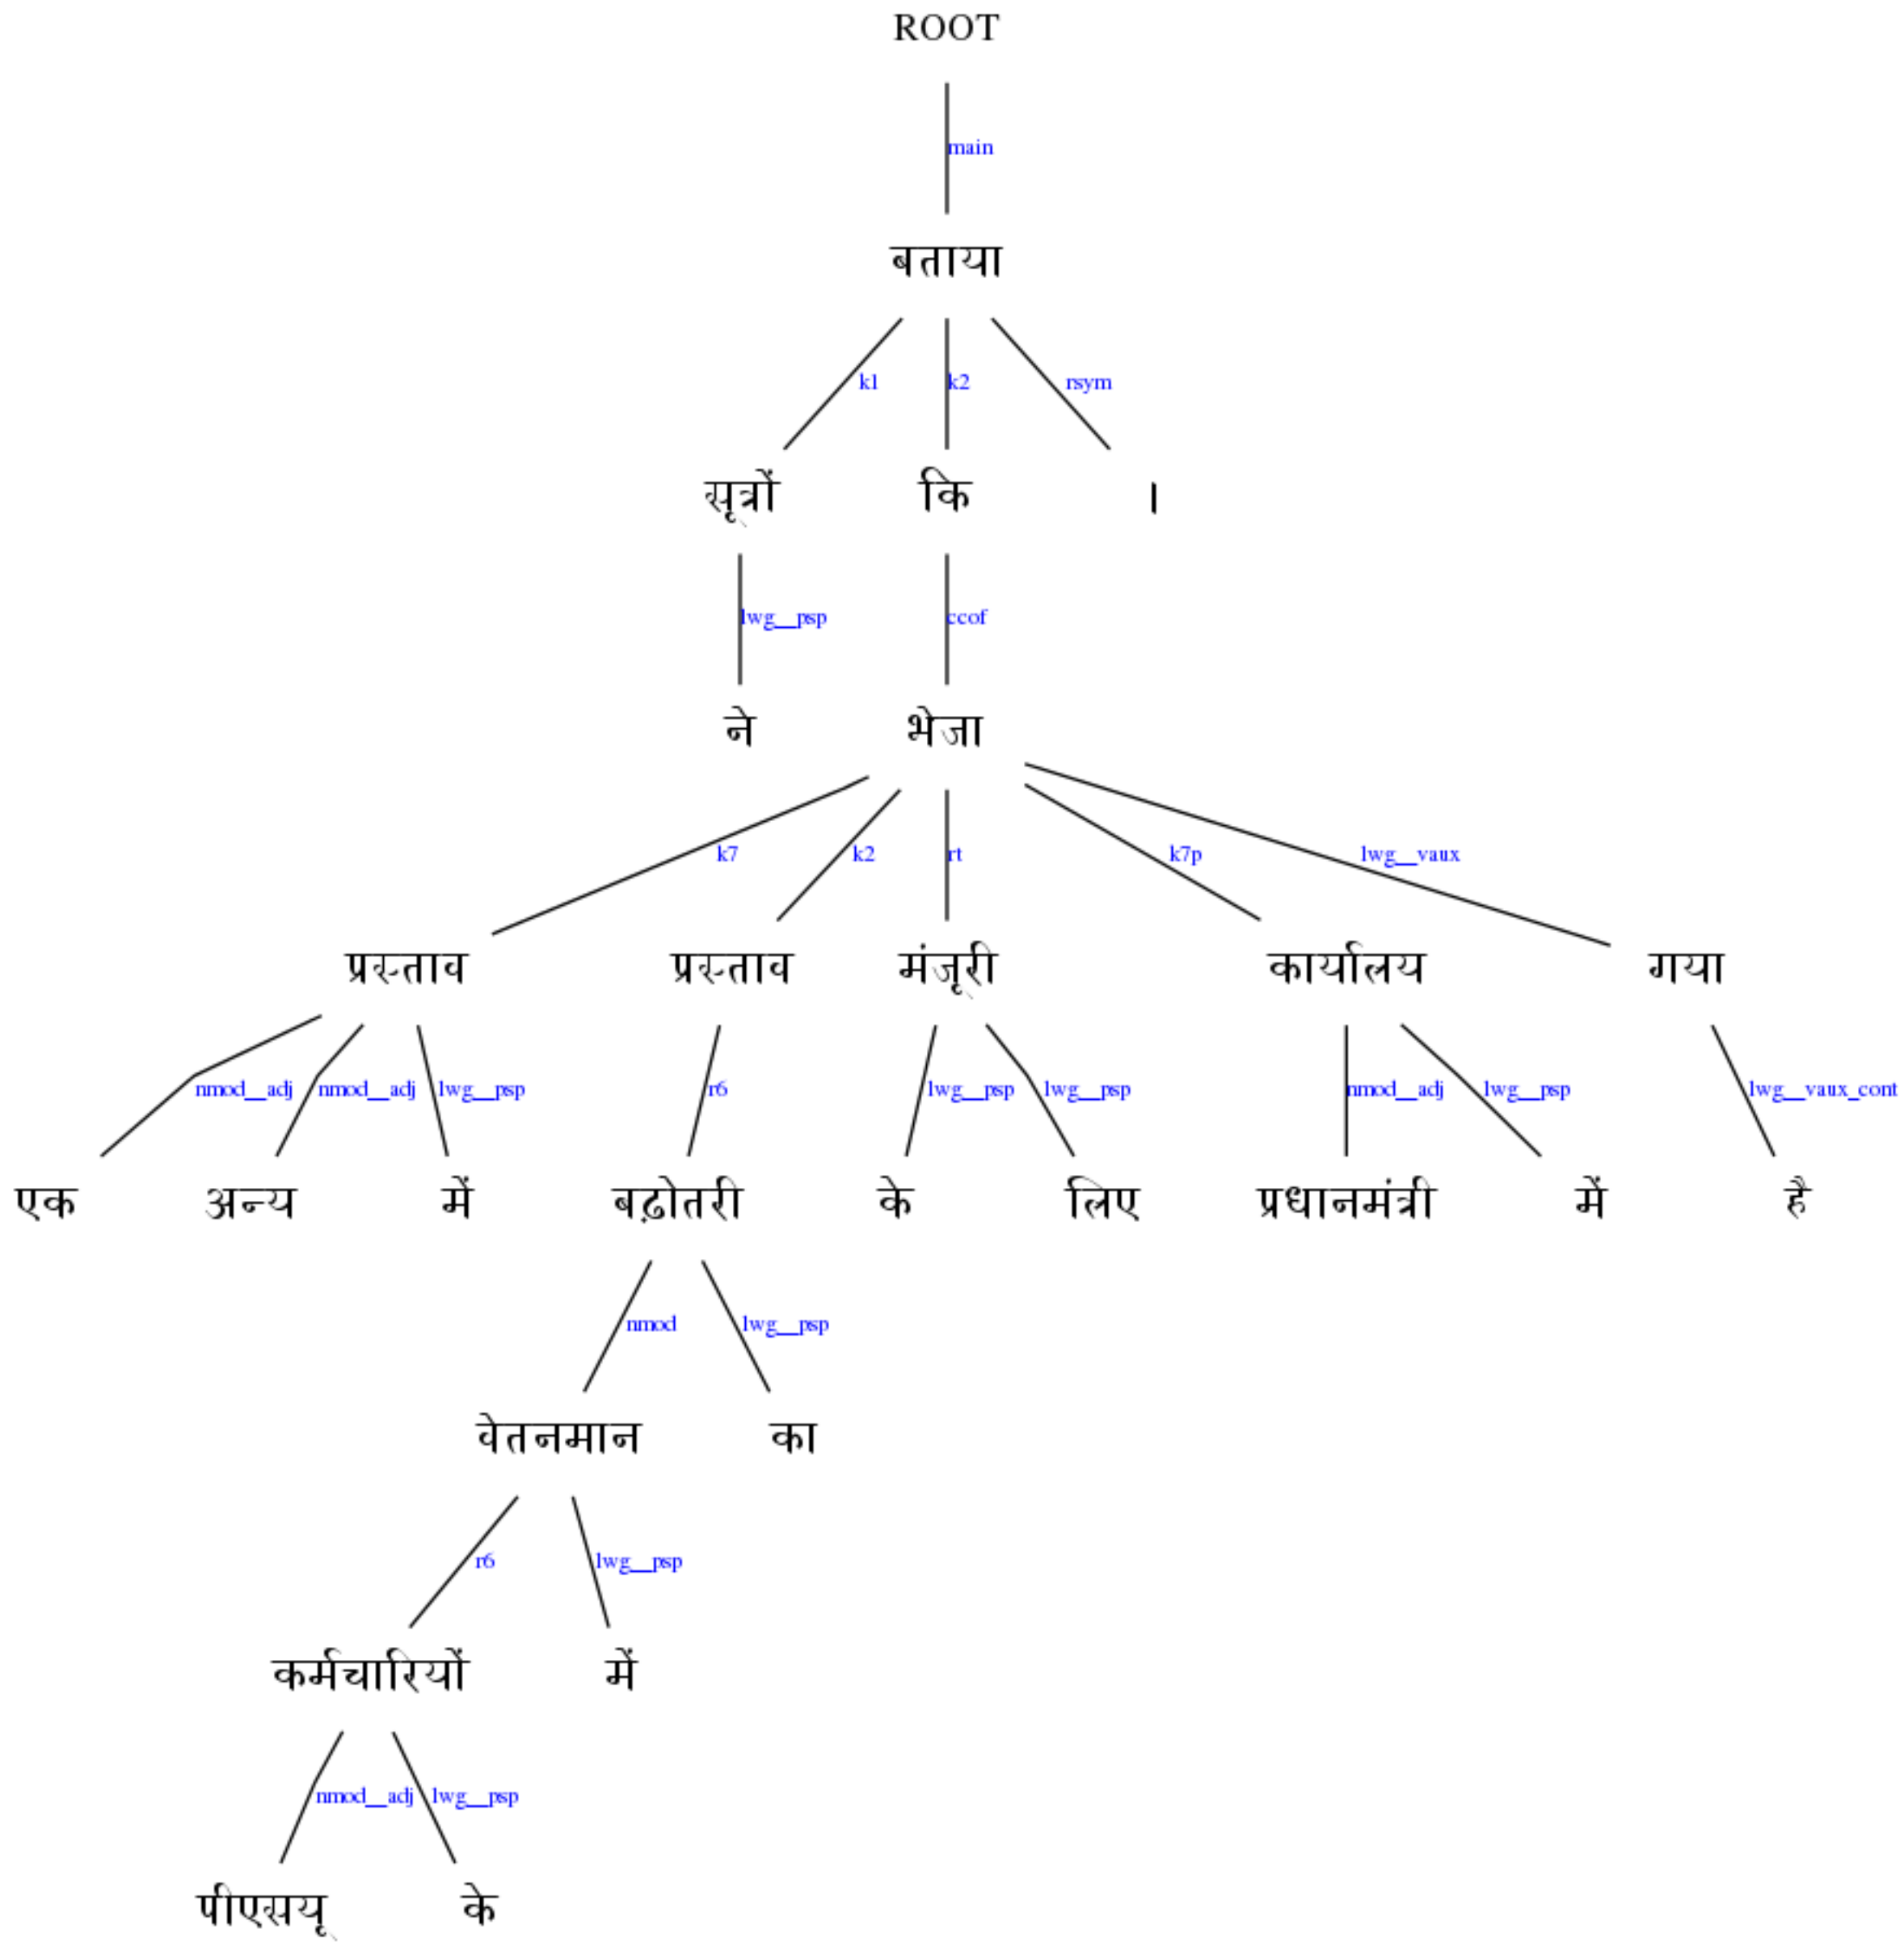 ROOT
main
बताया
k1 k2 rsym
सूत्रों कि ।
lwg__psp ccof
ने भेजा
k7 k2 rt k7p lwg__vaux
प्रस्ताव प्रस्ताव मंजूरी कार्यालय गया
nmod__adj nmod__adj lwg__psp r6 lwg__psp lwg__psp nmod__adj lwg__psp lwg__vaux_cont
एक अन्य में बढ़ोतरी के लिए प्रधानमंत्री में है
nmod lwg__psp
वेतनमान का
r6 lwg__psp
कर्मचारियों में
nmod__adj lwg__psp
पीएसयू के